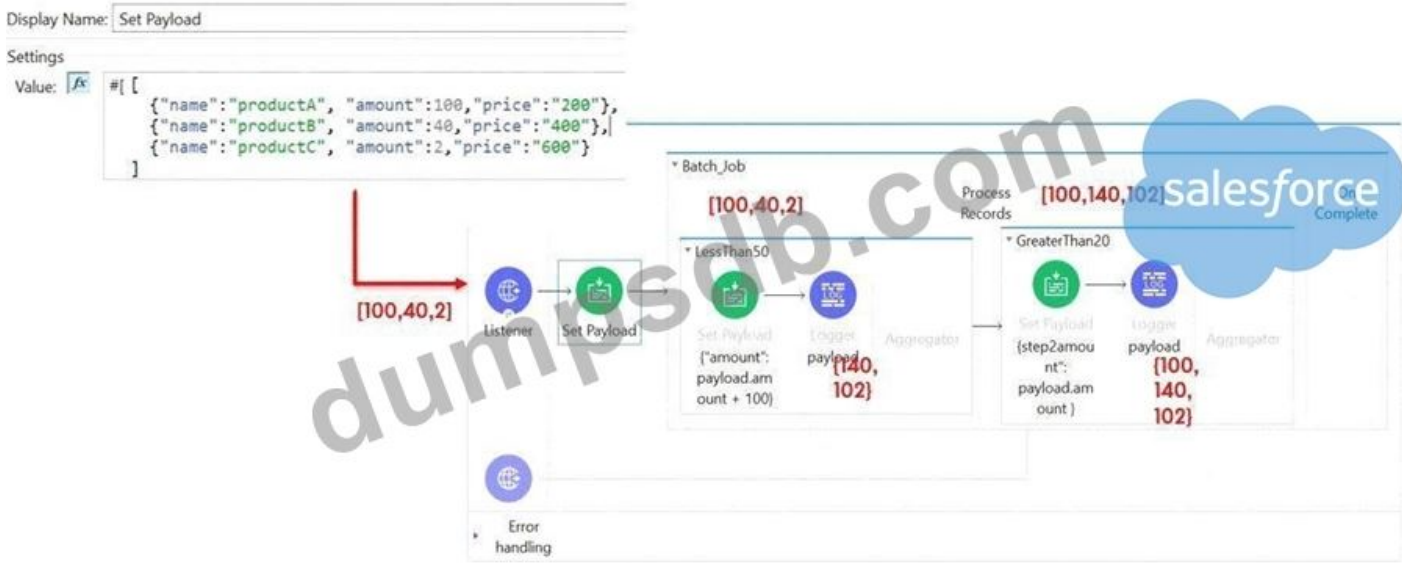 Display Name: Set Payload
Settings
Value: fx #[ [
{"name":"productA", "amount":100,"price":"200"},
{"name":"productB", "amount":40,"price":"400"},
{"name":"productC", "amount":2,"price":"600"}
]
Batch_Job
[100,40,2]
Process Records
[100,140,102]
salesforce
On Complete
LessThan50
GreaterThan20
[100,40,2]
Listener
Set Payload
Set Payload
{"amount":
payload.am
ount + 100}
Logger
payload
{140,
102}
Aggregator
Set Payload
{step2amou
nt":
payload.am
ount }
Logger
payload
{100,
140,
102}
Aggregator
LOG
LOG
Error
handling
dumpsdb.com